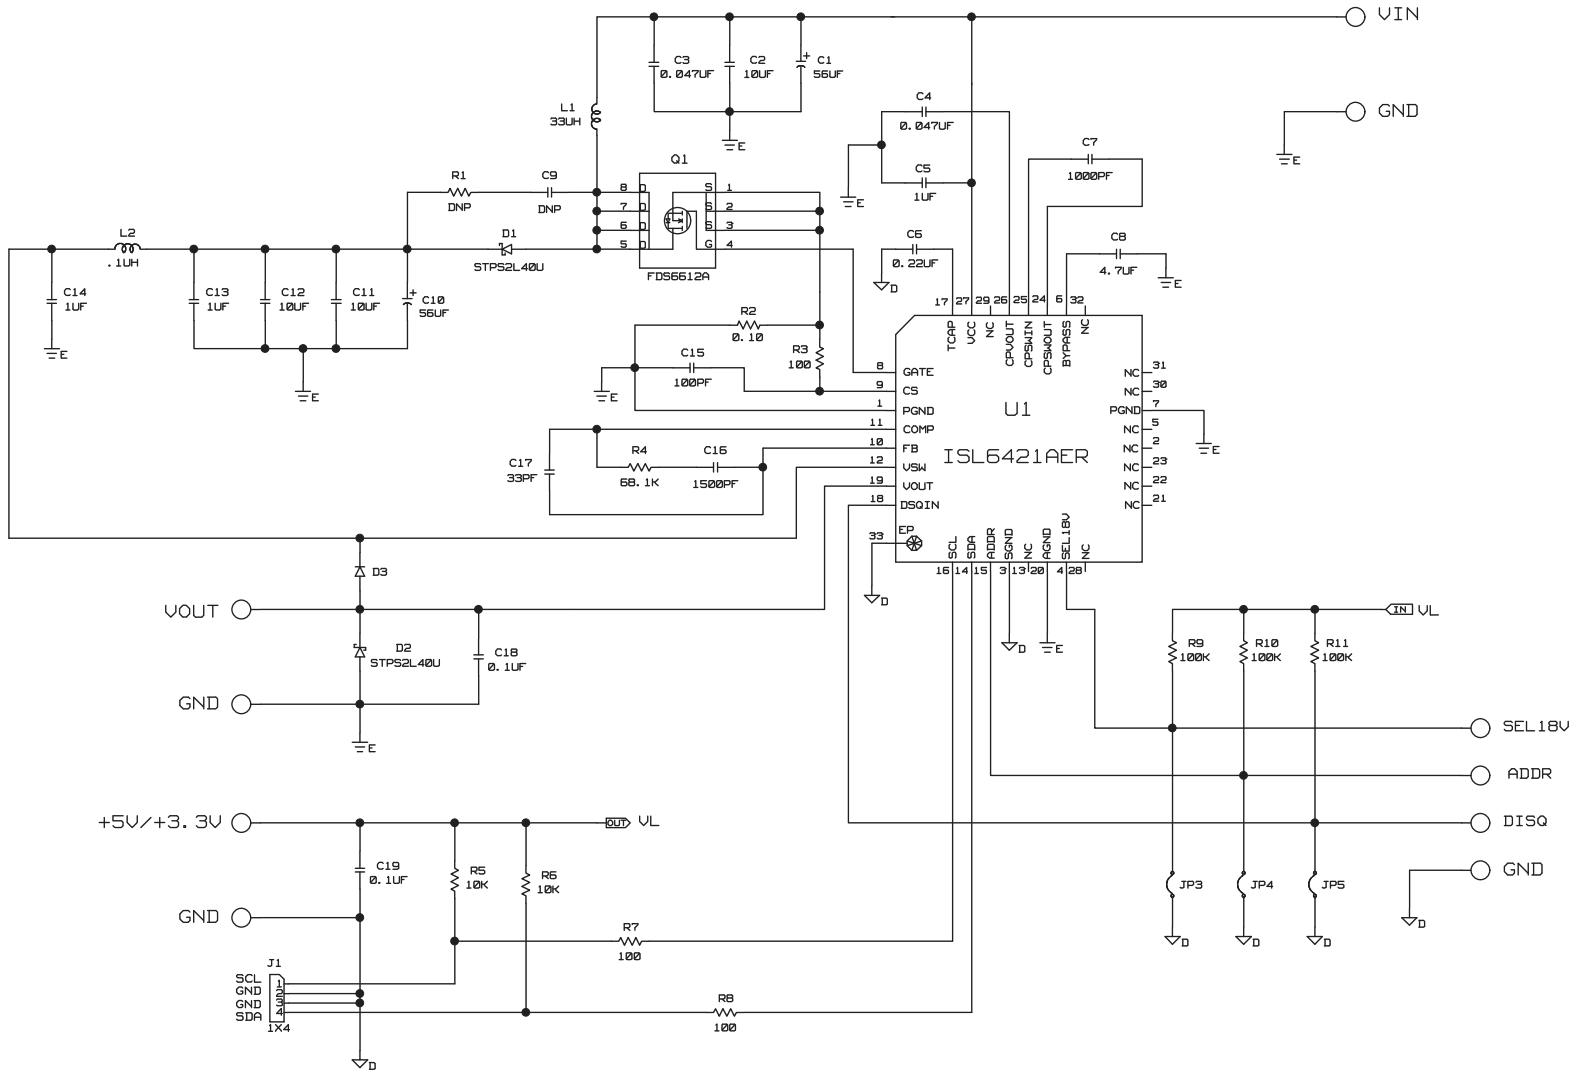 VIN
C3
0.047UF
C2
10UF
+
C1
56UF
L1
33UH
E
GND
E
C4
0.047UF
C7
1000PF
C5
1UF
E
Q1
R1
DNP
C9
DNP
8 D
7 D
6 D
5 D
S 1
S 2
S 3
G 4
FDS6612A
D1
STPS2L40U
L2
.1UH
C6
0.22UF
D
C8
4.7UF
E
C14
1UF
E
C13
1UF
C12
10UF
C11
10UF
+
C10
56UF
E
R2
0.10
R3
100
C15
100PF
E
17 27 29 26 25 24 6 32
TCAP
VCC
NC
CPVOUT
CPSWIN
CPSWOUT
BYPASS
NC
8 GATE
9 CS
1 PGND
11 COMP
10 FB
12 VSW
19 VOUT
18 DSQIN
33 EP
D
U1
ISL6421AER
NC 31
NC 30
PGND 7
NC 5
NC 2
NC 23
NC 22
NC 21
E
SCL
SDA
ADDR
SGND
NC
AGND
SEL18V
NC
16 14 15 3 13 20 4 28
D
E
C17
33PF
R4
68.1K
C16
1500PF
D3
VOUT
D2
STPS2L40U
C18
0.1UF
GND
E
IN VL
R9
100K
R10
100K
R11
100K
SEL18V
ADDR
DISQ
GND
D
JP3
JP4
JP5
D
D
D
+5V/+3.3V
OUT VL
C19
0.1UF
R5
10K
R6
10K
GND
R7
100
J1
SCL 1
GND 2
GND 3
SDA 4
1X4
R8
100
D